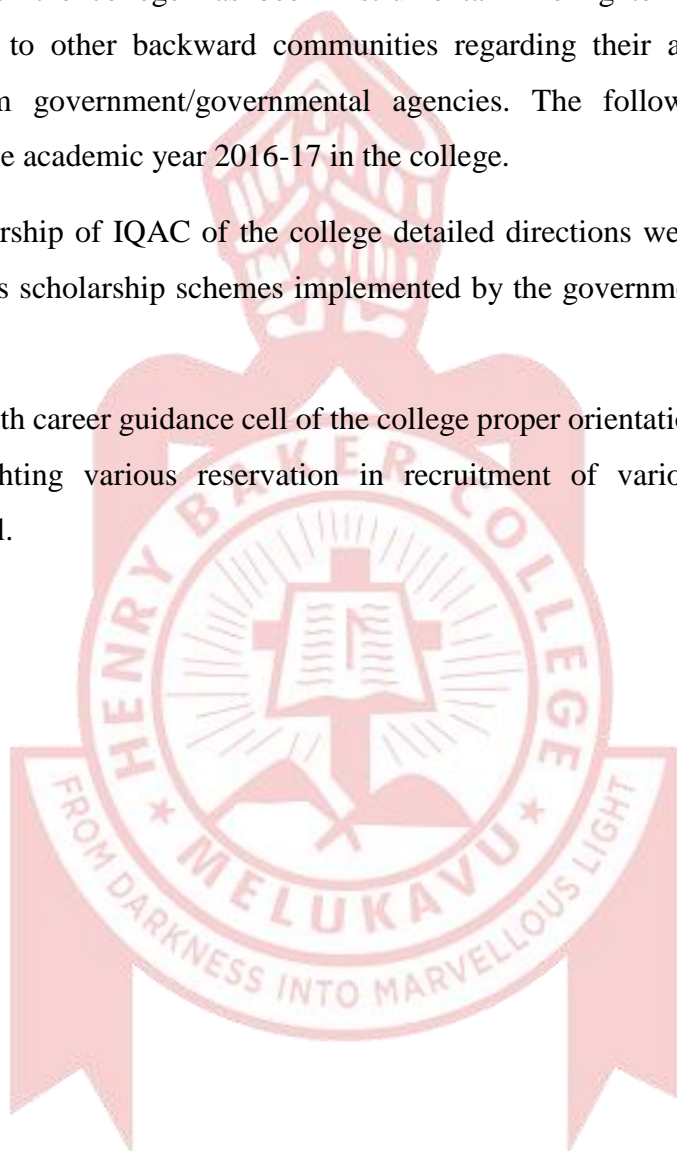 to other backward communities regarding their a
government/governmental agencies. The follow
e academic year 2016-17 in the college.
rship of IQAC of the college detailed directions we
s scholarship schemes implemented by the governme
th career guidance cell of the college proper orientatio
hting various reservation in recruitment of vario
l.
HENRY BAKER COLLEGE
MELUKAVU
FROM DARKNESS INTO MARVELLOUS LIGHT